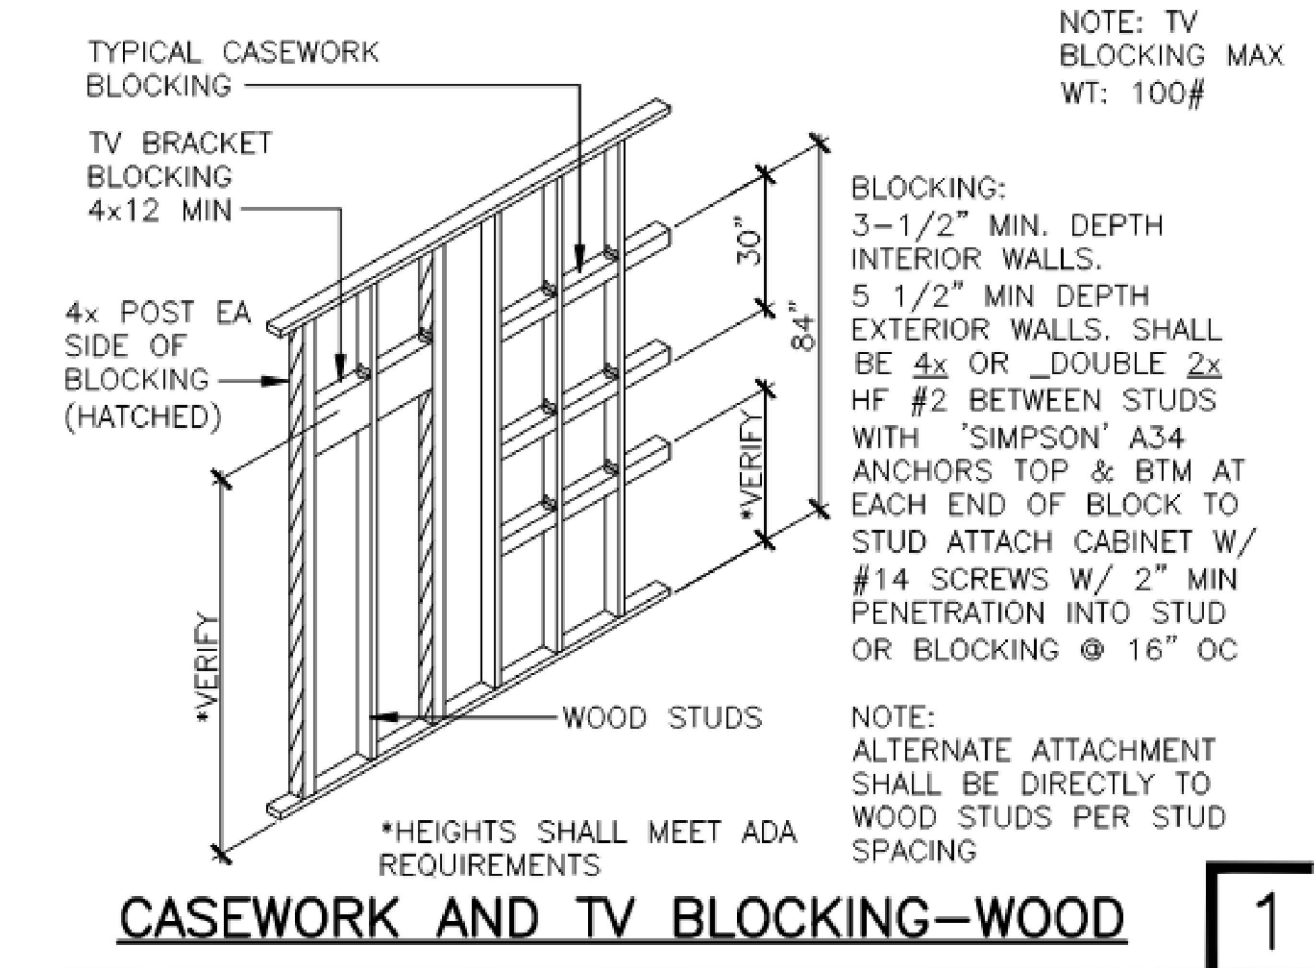 TYPICAL CASEWORK
BLOCKING
TV BRACKET
BLOCKING
4x12 MIN
4x POST EA
SIDE OF
BLOCKING
(HATCHED)
*VERIFY
WOOD STUDS
*HEIGHTS SHALL MEET ADA
REQUIREMENTS
30"
84"
*VERIFY
NOTE: TV
BLOCKING MAX
WT: 100#
BLOCKING:
3-1/2" MIN. DEPTH
INTERIOR WALLS.
5 1/2" MIN DEPTH
EXTERIOR WALLS. SHALL
BE 4x OR _DOUBLE 2x
HF #2 BETWEEN STUDS
WITH 'SIMPSON' A34
ANCHORS TOP & BTM AT
EACH END OF BLOCK TO
STUD ATTACH CABINET W/
#14 SCREWS W/ 2" MIN
PENETRATION INTO STUD
OR BLOCKING @ 16" OC
NOTE:
ALTERNATE ATTACHMENT
SHALL BE DIRECTLY TO
WOOD STUDS PER STUD
SPACING
CASEWORK AND TV BLOCKING-WOOD
1